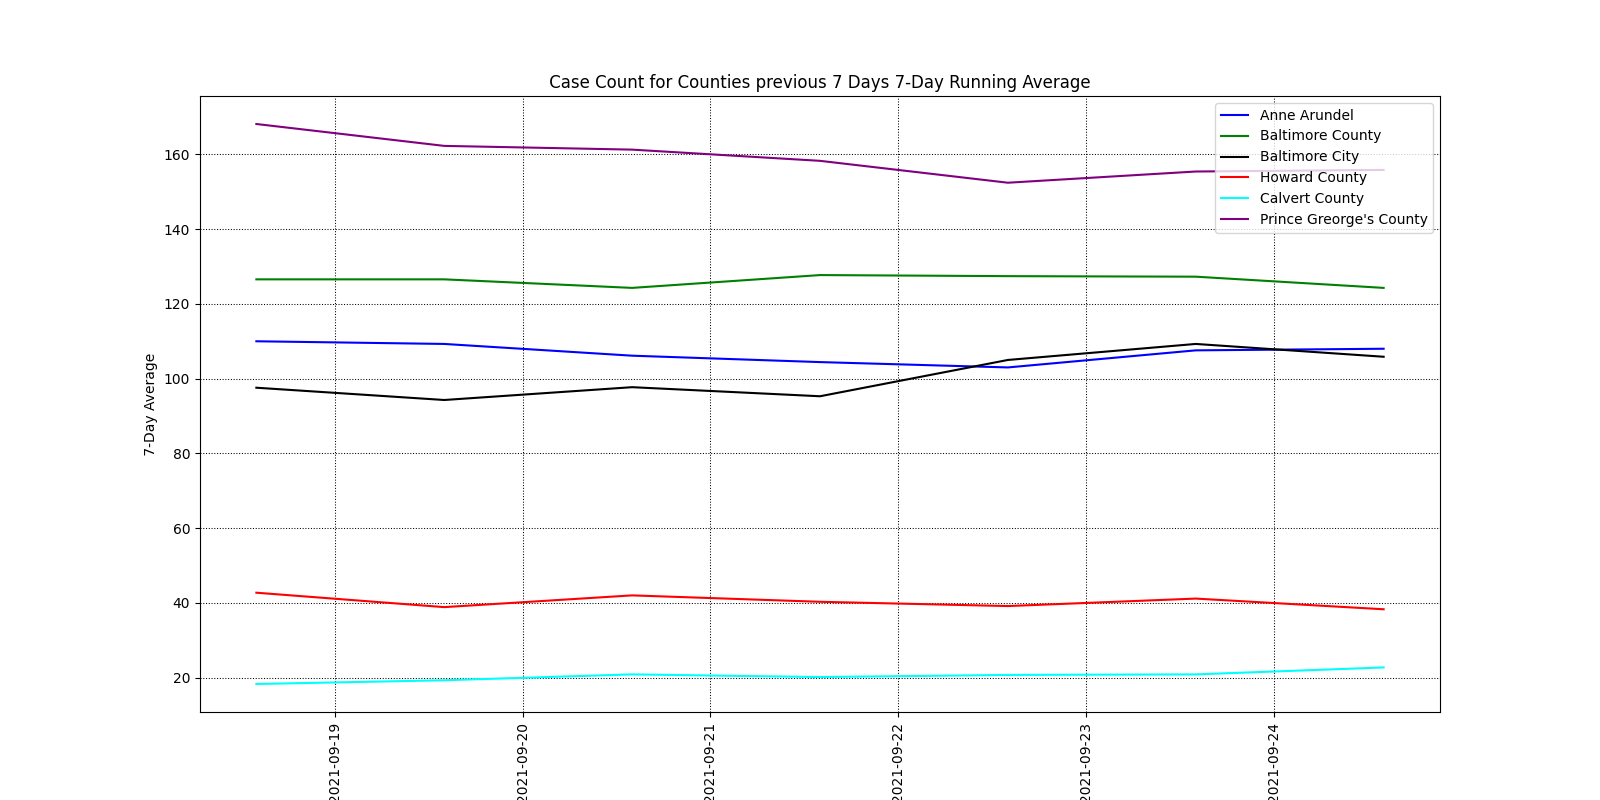 Case Count for Counties previous 7 Days 7-Day Running Average
Anne Arundel
Baltimore County
Baltimore City
Howard County
Calvert County
Prince Greorge's County
160
140
120
100
80
60
40
20
7-Day Average
2021-09-19
2021-09-20
2021-09-21
2021-09-22
2021-09-23
2021-09-24